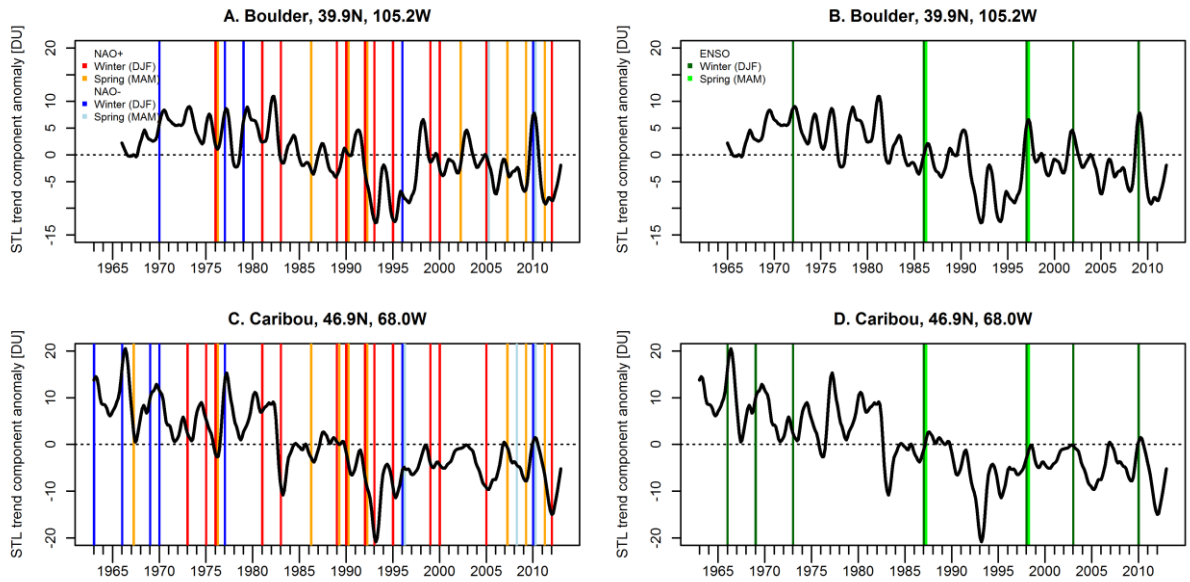 A. Boulder, 39.9N, 105.2W
STL trend component anomaly [DU]
20
10
5
0
-5
-15
NAO+
Winter (DJF)
Spring (MAM)
NAO-
Winter (DJF)
Spring (MAM)
1965 1970 1975 1980 1985 1990 1995 2000 2005 2010
B. Boulder, 39.9N, 105.2W
STL trend component anomaly [DU]
20
10
5
0
-5
-15
ENSO
Winter (DJF)
Spring (MAM)
1965 1970 1975 1980 1985 1990 1995 2000 2005 2010
C. Caribou, 46.9N, 68.0W
STL trend component anomaly [DU]
20
10
0
-10
-20
1965 1970 1975 1980 1985 1990 1995 2000 2005 2010
D. Caribou, 46.9N, 68.0W
STL trend component anomaly [DU]
20
10
0
-10
-20
1965 1970 1975 1980 1985 1990 1995 2000 2005 2010